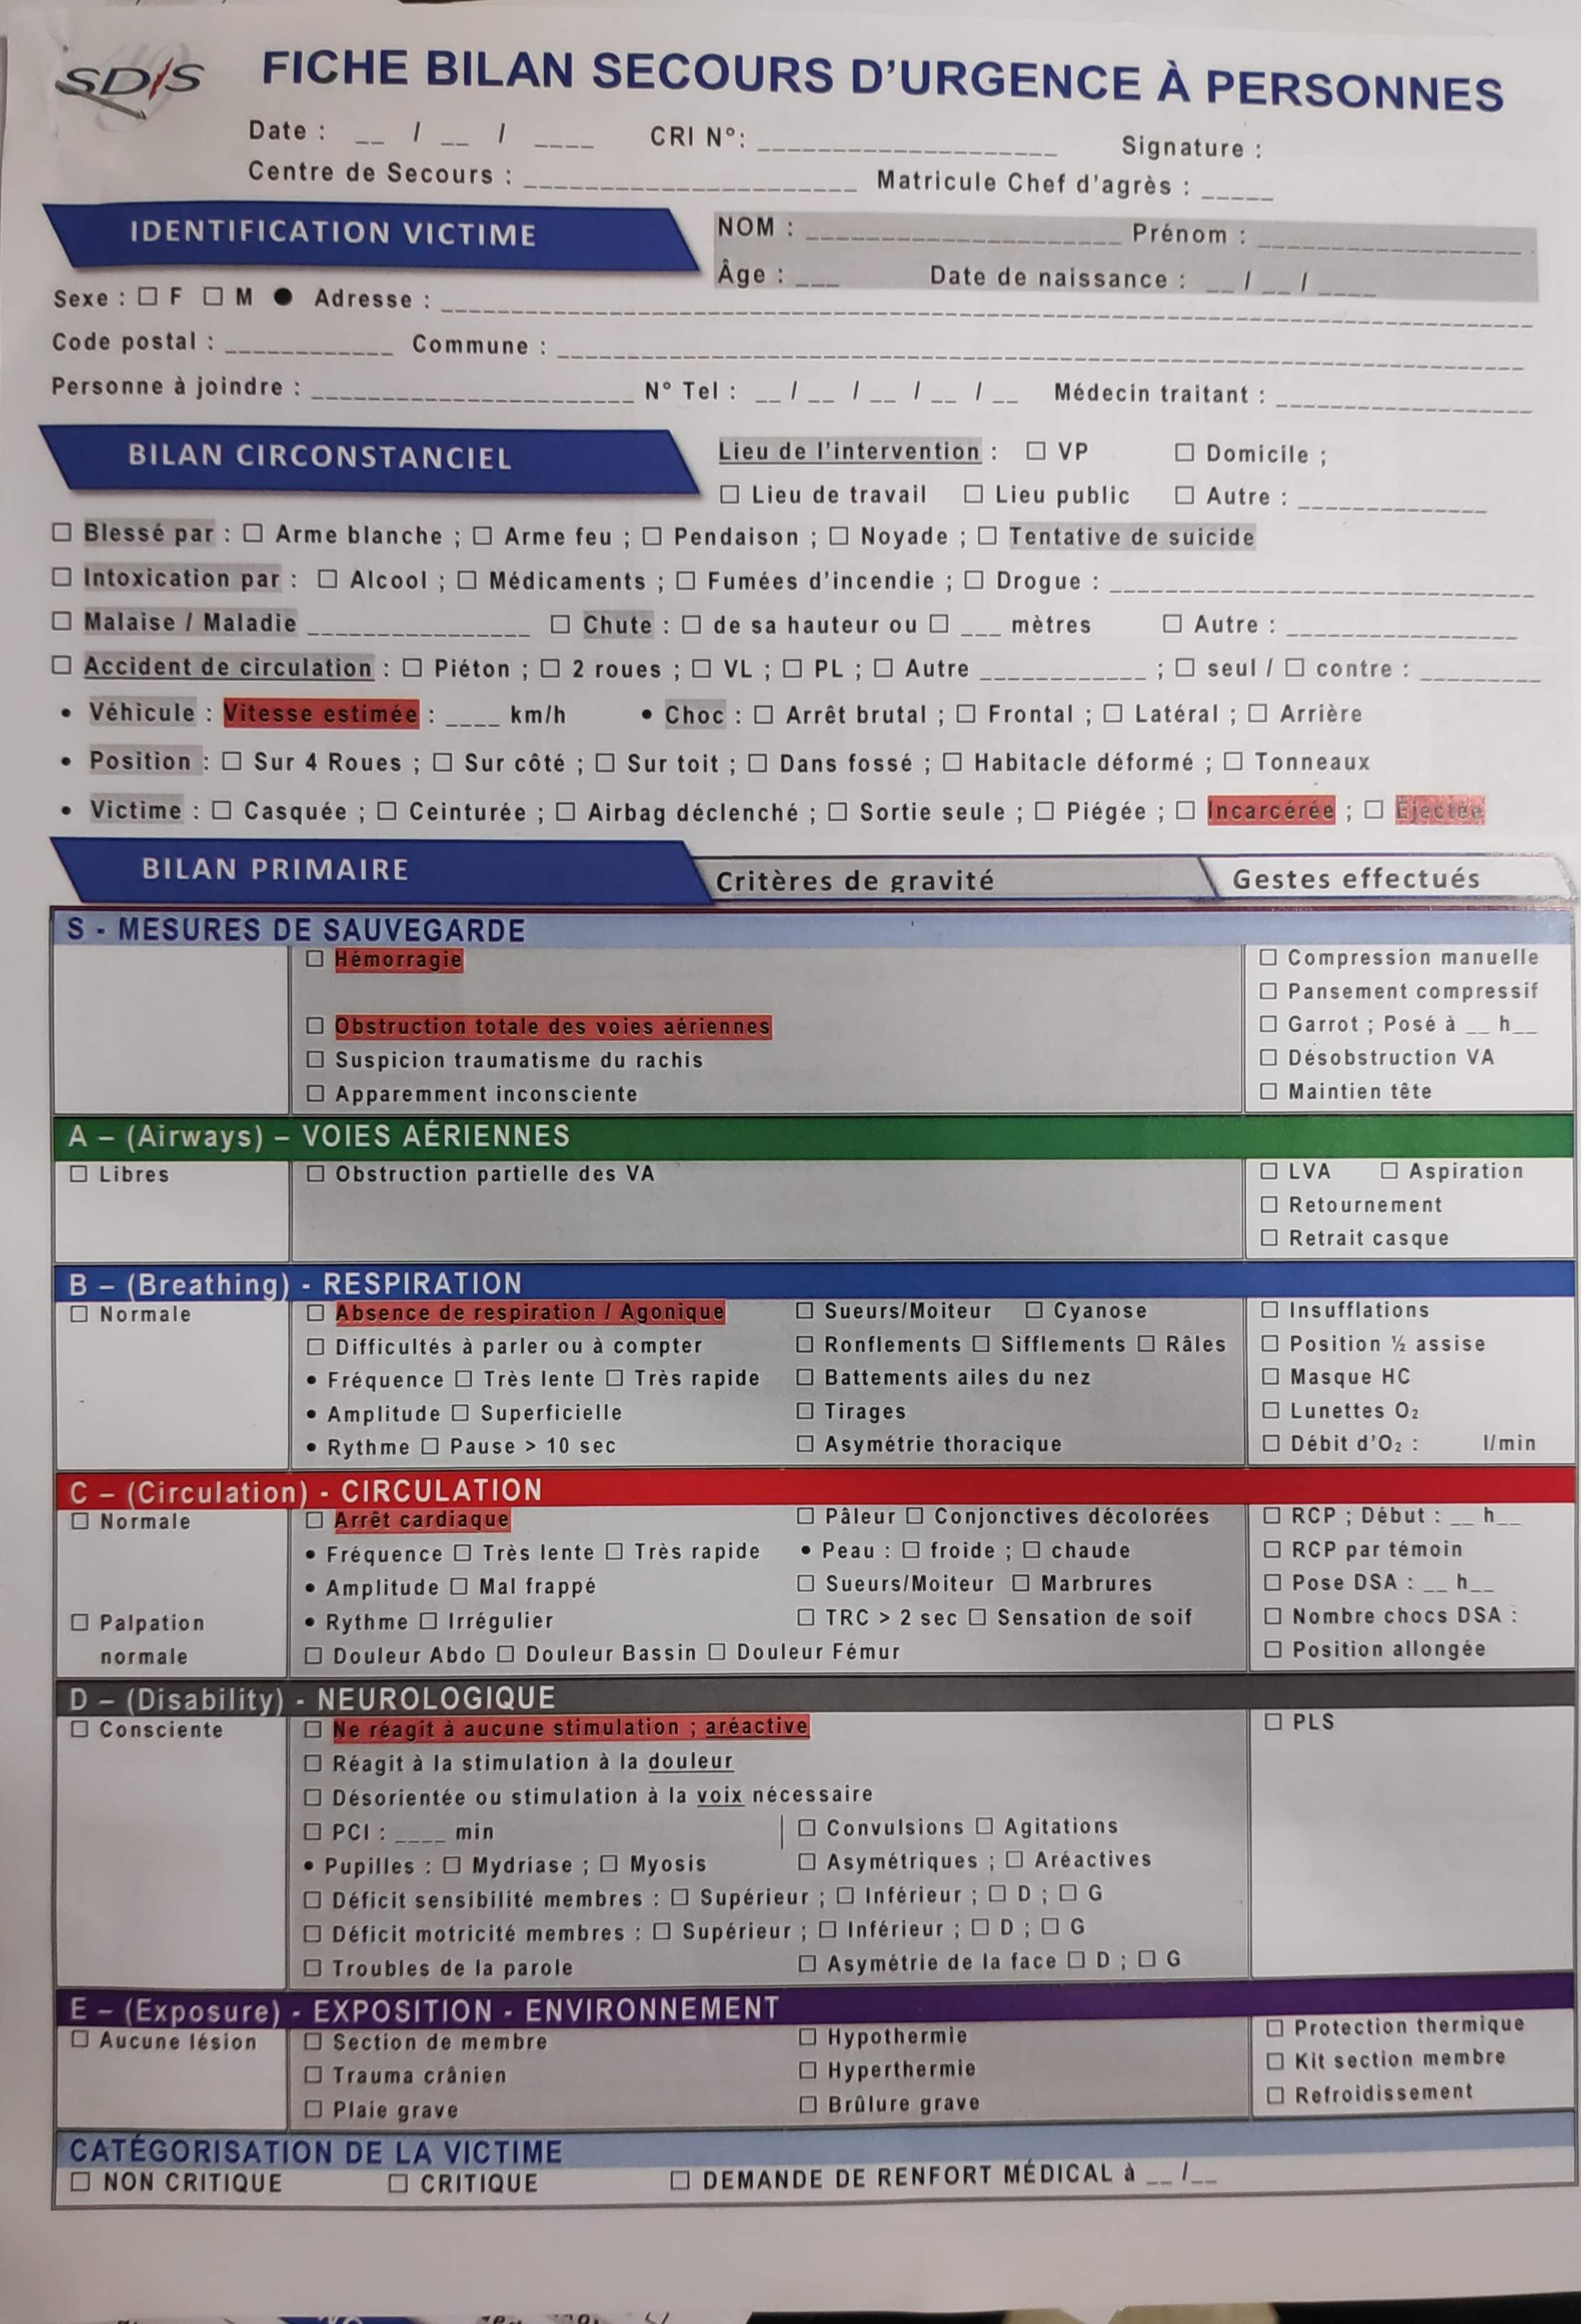 SDIS
FICHE BILAN SECOURS D'URGENCE À PERSONNES
Date : __ / __ / ____ CRI N°: ____________________ Signature :
Centre de Secours : ______________________ Matricule Chef d'agrès : _____
IDENTIFICATION VICTIME
NOM : _____________________ Prénom : __________________
Âge : ___ Date de naissance : __ / __ / ____
Sexe : ☐ F ☐ M ● Adresse : ____________________
Code postal : ____________ Commune : ____________________
Personne à joindre : ______________________ N° Tel : __ / __ / __ / __ / __ Médecin traitant : __________________
BILAN CIRCONSTANCIEL
Lieu de l'intervention : ☐ VP ☐ Domicile ;
☐ Lieu de travail ☐ Lieu public ☐ Autre : _____________
☐ Blessé par : ☐ Arme blanche ; ☐ Arme feu ; ☐ Pendaison ; ☐ Noyade ; ☐ Tentative de suicide
☐ Intoxication par : ☐ Alcool ; ☐ Médicaments ; ☐ Fumées d'incendie ; ☐ Drogue : ____________________
☐ Malaise / Maladie _______________ ☐ Chute : ☐ de sa hauteur ou ☐ ___ mètres ☐ Autre : ________________
☐ Accident de circulation : ☐ Piéton ; ☐ 2 roues ; ☐ VL ; ☐ PL ; ☐ Autre ____________ ; ☐ seul / ☐ contre : _________
• Véhicule : Vitesse estimée : ____ km/h • Choc : ☐ Arrêt brutal ; ☐ Frontal ; ☐ Latéral ; ☐ Arrière
• Position : ☐ Sur 4 Roues ; ☐ Sur côté ; ☐ Sur toit ; ☐ Dans fossé ; ☐ Habitacle déformé ; ☐ Tonneaux
• Victime : ☐ Casquée ; ☐ Ceinturée ; ☐ Airbag déclenché ; ☐ Sortie seule ; ☐ Piégée ; ☐ Incarcérée ; ☐ Ejectée
BILAN PRIMAIRE Critères de gravité Gestes effectués
S - MESURES DE SAUVEGARDE
☐ Hémorragie ☐ Compression manuelle
☐ Pansement compressif
☐ Obstruction totale des voies aériennes ☐ Garrot ; Posé à __ h__
☐ Suspicion traumatisme du rachis ☐ Désobstruction VA
☐ Apparemment inconsciente ☐ Maintien tête
A – (Airways) – VOIES AÉRIENNES
☐ Libres ☐ Obstruction partielle des VA ☐ LVA ☐ Aspiration
☐ Retournement
☐ Retrait casque
B – (Breathing) - RESPIRATION
☐ Normale ☐ Absence de respiration / Agonique ☐ Sueurs/Moiteur ☐ Cyanose ☐ Insufflations
☐ Difficultés à parler ou à compter ☐ Ronflements ☐ Sifflements ☐ Râles ☐ Position ½ assise
• Fréquence ☐ Très lente ☐ Très rapide ☐ Battements ailes du nez ☐ Masque HC
• Amplitude ☐ Superficielle ☐ Tirages ☐ Lunettes O₂
• Rythme ☐ Pause > 10 sec ☐ Asymétrie thoracique ☐ Débit d'O₂ : l/min
C – (Circulation) - CIRCULATION
☐ Normale ☐ Arrêt cardiaque ☐ Pâleur ☐ Conjonctives décolorées ☐ RCP ; Début : __ h__
• Fréquence ☐ Très lente ☐ Très rapide • Peau : ☐ froide ; ☐ chaude ☐ RCP par témoin
• Amplitude ☐ Mal frappé ☐ Sueurs/Moiteur ☐ Marbrures ☐ Pose DSA : __ h__
☐ Palpation • Rythme ☐ Irrégulier ☐ TRC > 2 sec ☐ Sensation de soif ☐ Nombre chocs DSA :
normale ☐ Douleur Abdo ☐ Douleur Bassin ☐ Douleur Fémur ☐ Position allongée
D – (Disability) - NEUROLOGIQUE
☐ Consciente ☐ Ne réagit à aucune stimulation ; aréactive ☐ PLS
☐ Réagit à la stimulation à la douleur
☐ Désorientée ou stimulation à la voix nécessaire
☐ PCI : ____ min ☐ Convulsions ☐ Agitations
• Pupilles : ☐ Mydriase ; ☐ Myosis ☐ Asymétriques ; ☐ Aréactives
☐ Déficit sensibilité membres : ☐ Supérieur ; ☐ Inférieur ; ☐ D ; ☐ G
☐ Déficit motricité membres : ☐ Supérieur ; ☐ Inférieur ; ☐ D ; ☐ G
☐ Troubles de la parole ☐ Asymétrie de la face ☐ D ; ☐ G
E – (Exposure) - EXPOSITION - ENVIRONNEMENT
☐ Aucune lésion ☐ Section de membre ☐ Hypothermie ☐ Protection thermique
☐ Trauma crânien ☐ Hyperthermie ☐ Kit section membre
☐ Plaie grave ☐ Brûlure grave ☐ Refroidissement
CATÉGORISATION DE LA VICTIME
☐ NON CRITIQUE ☐ CRITIQUE ☐ DEMANDE DE RENFORT MÉDICAL à __ /__